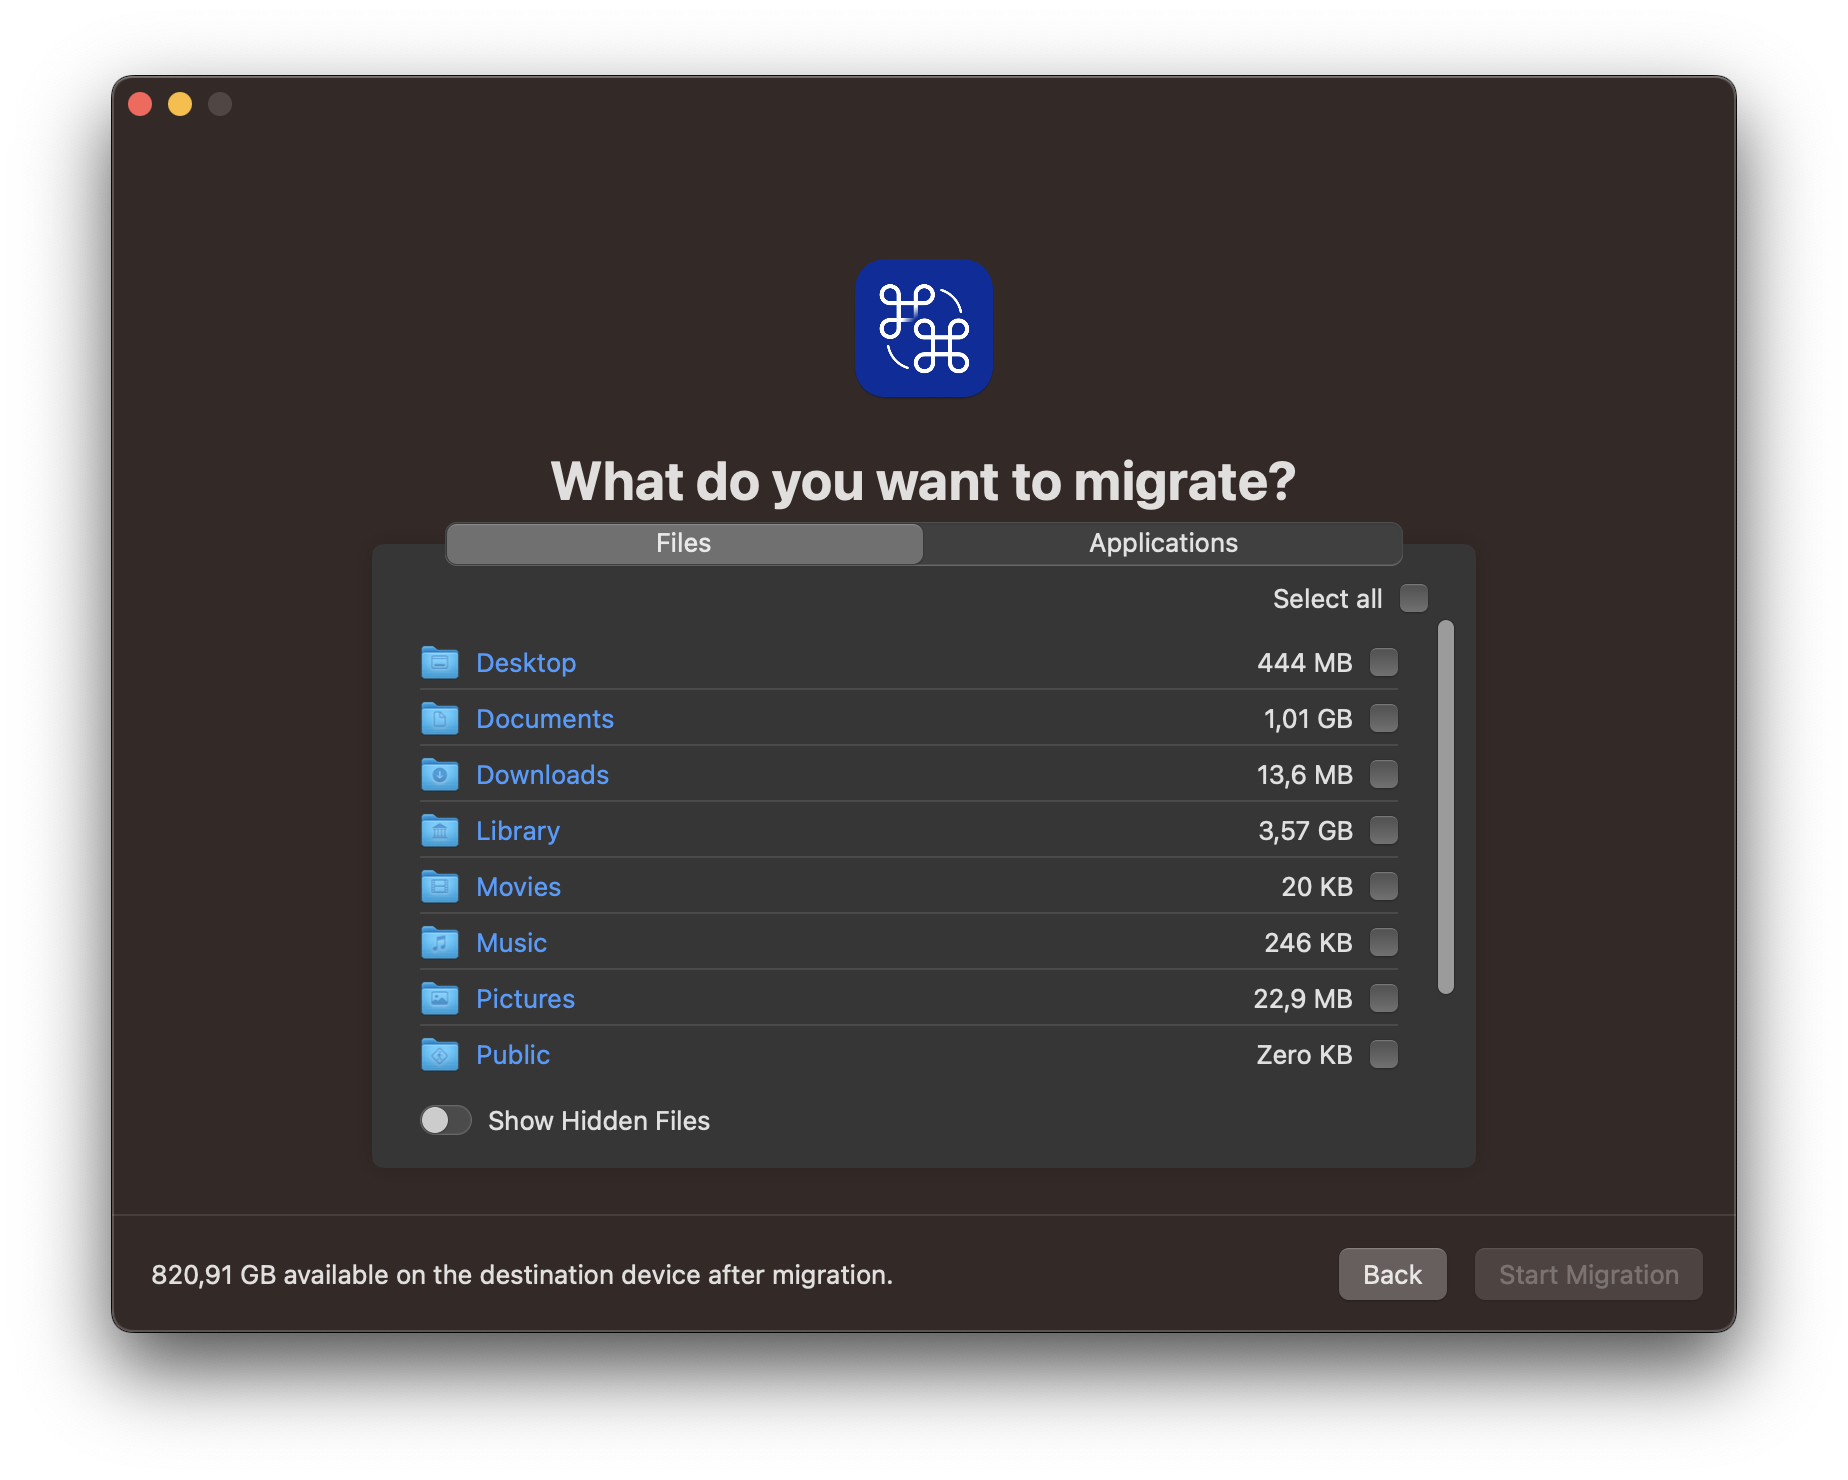 What do you want to migrate?
Files Applications
Select all
Desktop 444 MB
Documents 1,01 GB
Downloads 13,6 MB
Library 3,57 GB
Movies 20 KB
Music 246 KB
Pictures 22,9 MB
Public Zero KB
Show Hidden Files
820,91 GB available on the destination device after migration. Back Start Migration